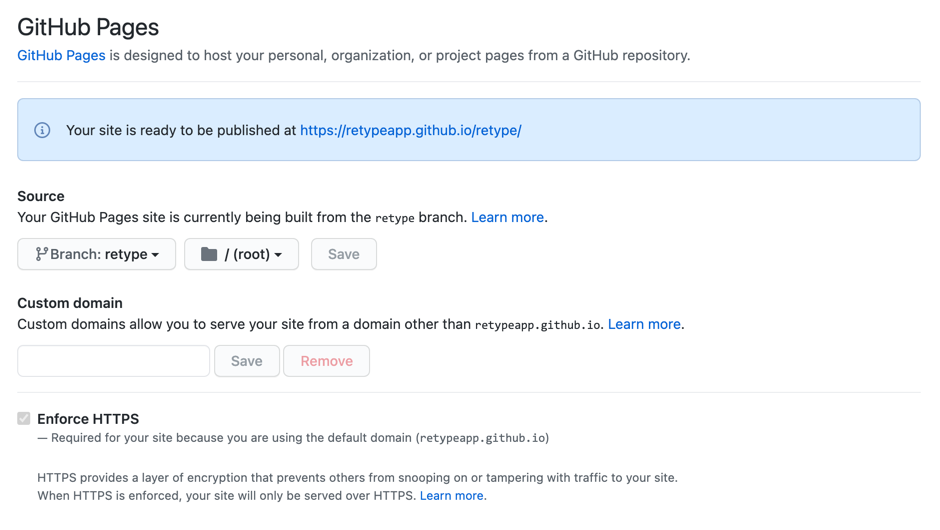 GitHub Pages
GitHub Pages is designed to host your personal, organization, or project pages from a GitHub repository.
Your site is ready to be published at https://retypeapp.github.io/retype/
Source
Your GitHub Pages site is currently being built from the retype branch. Learn more.
Branch: retype / (root) Save
Custom domain
Custom domains allow you to serve your site from a domain other than retypeapp.github.io. Learn more.
Save Remove
Enforce HTTPS
— Required for your site because you are using the default domain (retypeapp.github.io)
HTTPS provides a layer of encryption that prevents others from snooping on or tampering with traffic to your site.
When HTTPS is enforced, your site will only be served over HTTPS. Learn more.